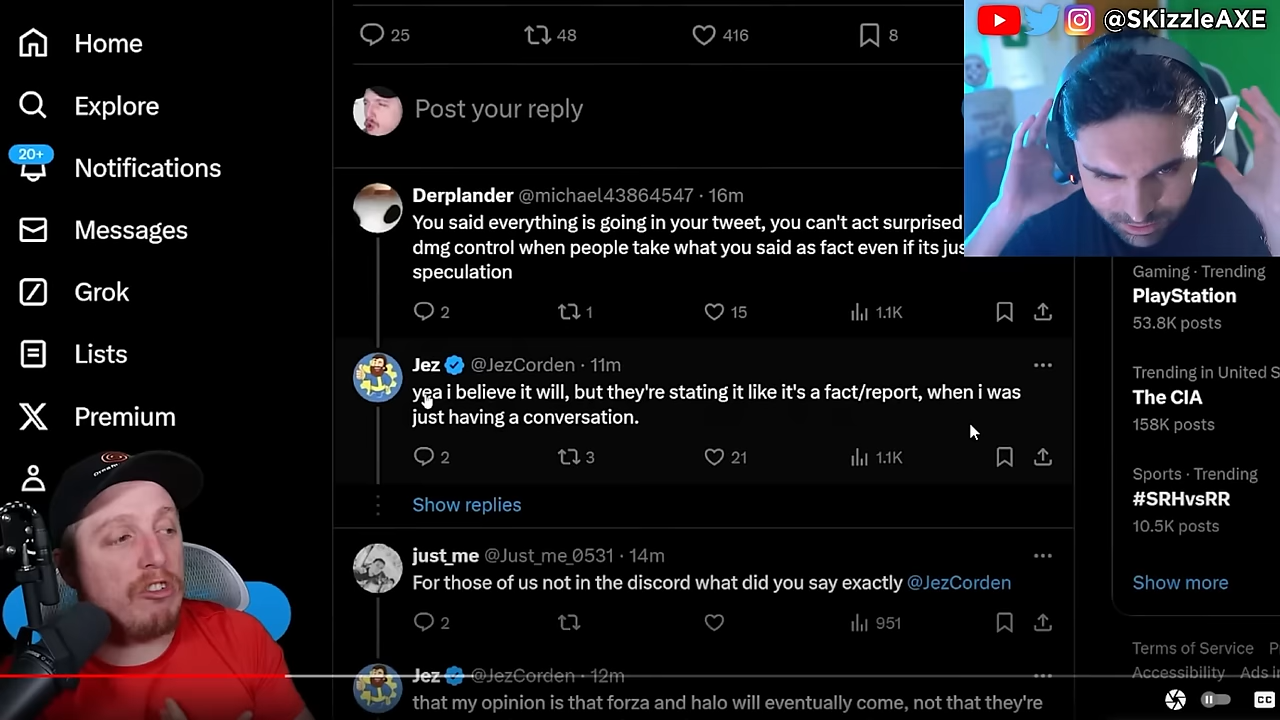 @SKizzleAXE
Home
Explore
20+
Notifications
Messages
Grok
Lists
Premium
25
48
416
8
Post your reply
Derplander @michael43864547 · 16m
You said everything is going in your tweet, you can't act surprised
dmg control when people take what you said as fact even if its
speculation
2
1
15
1.1K
Jez @JezCorden · 11m
yea i believe it will, but they're stating it like it's a fact/report, when i was
just having a conversation.
2
3
21
1.1K
Show replies
just_me @Just_me_0531 · 14m
For those of us not in the discord what did you say exactly @JezCorden
2
951
Jez @JezCorden · 12m
that my opinion is that forza and halo will eventually come, not that they're
Gaming · Trending
PlayStation
53.8K posts
Trending in United
The CIA
158K posts
Sports · Trending
#SRHvsRR
10.5K posts
Show more
Terms of Service
Accessibility
CC